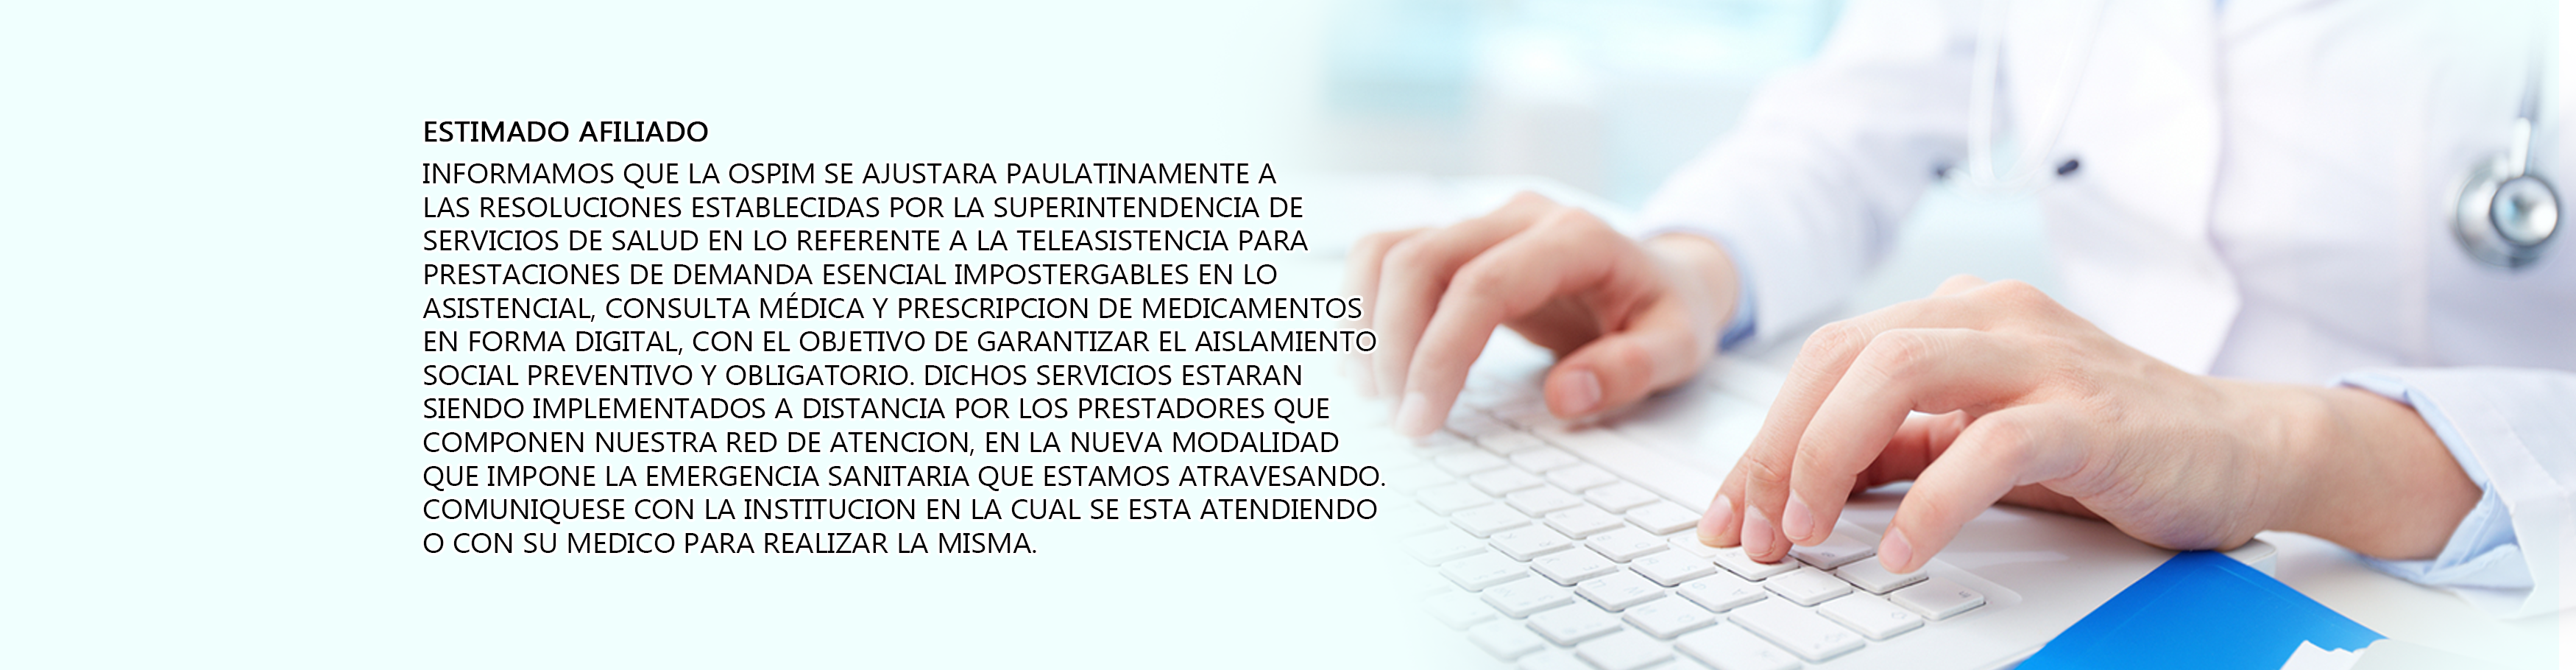 ESTIMADO AFILIADO
INFORMAMOS QUE LA OSPIM SE AJUSTARA PAULATINAMENTE A
LAS RESOLUCIONES ESTABLECIDAS POR LA SUPERINTENDENCIA DE
SERVICIOS DE SALUD EN LO REFERENTE A LA TELEASISTENCIA PARA
PRESTACIONES DE DEMANDA ESENCIAL IMPOSTERGABLES EN LO
ASISTENCIAL, CONSULTA MÉDICA Y PRESCRIPCION DE MEDICAMENTOS
EN FORMA DIGITAL, CON EL OBJETIVO DE GARANTIZAR EL AISLAMIENTO
SOCIAL PREVENTIVO Y OBLIGATORIO. DICHOS SERVICIOS ESTARAN
SIENDO IMPLEMENTADOS A DISTANCIA POR LOS PRESTADORES QUE
COMPONEN NUESTRA RED DE ATENCION, EN LA NUEVA MODALIDAD
QUE IMPONE LA EMERGENCIA SANITARIA QUE ESTAMOS ATRAVESANDO.
COMUNIQUESE CON LA INSTITUCION EN LA CUAL SE ESTA ATENDIENDO
O CON SU MEDICO PARA REALIZAR LA MISMA.